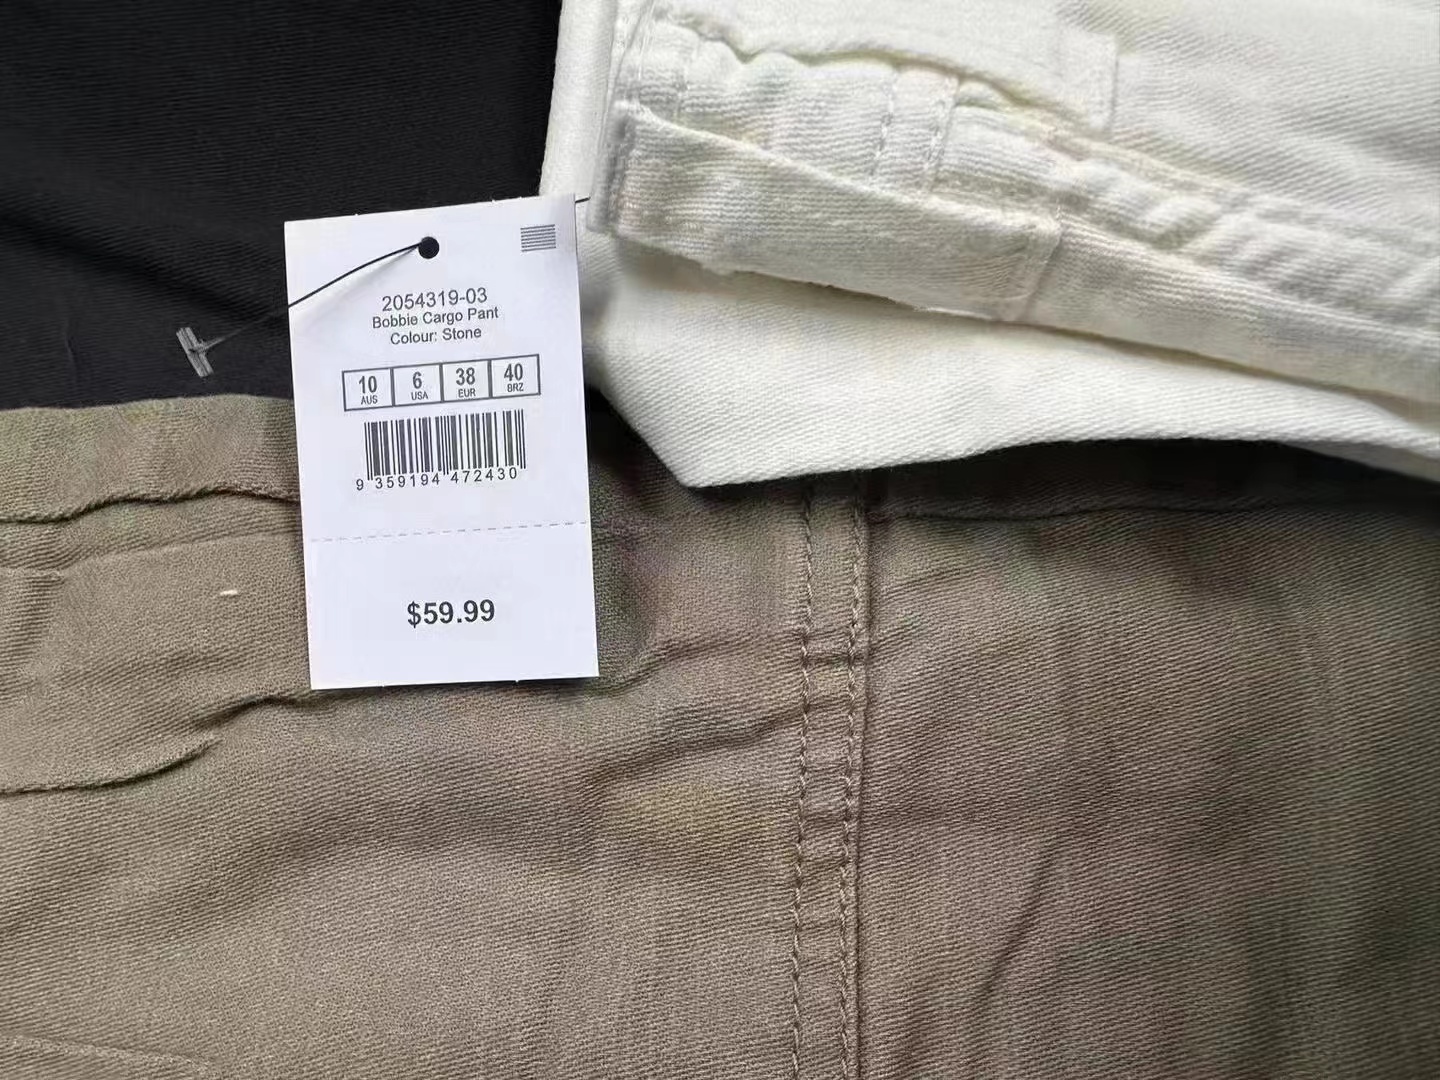 2054319-03
Bobbie Cargo Pant
Colour: Stone
10 6 38 40
AUS USA EUR BRZ
9 359194 472430
$59.99